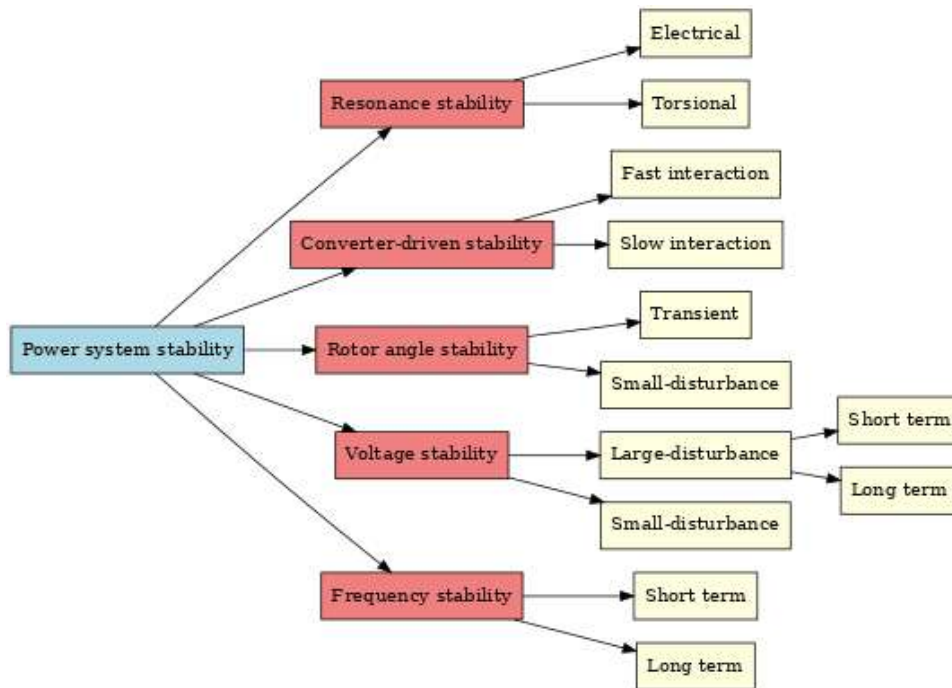 Power system stability
Resonance stability
Electrical
Torsional
Converter-driven stability
Fast interaction
Slow interaction
Rotor angle stability
Transient
Small-disturbance
Voltage stability
Large-disturbance
Short term
Long term
Small-disturbance
Frequency stability
Short term
Long term